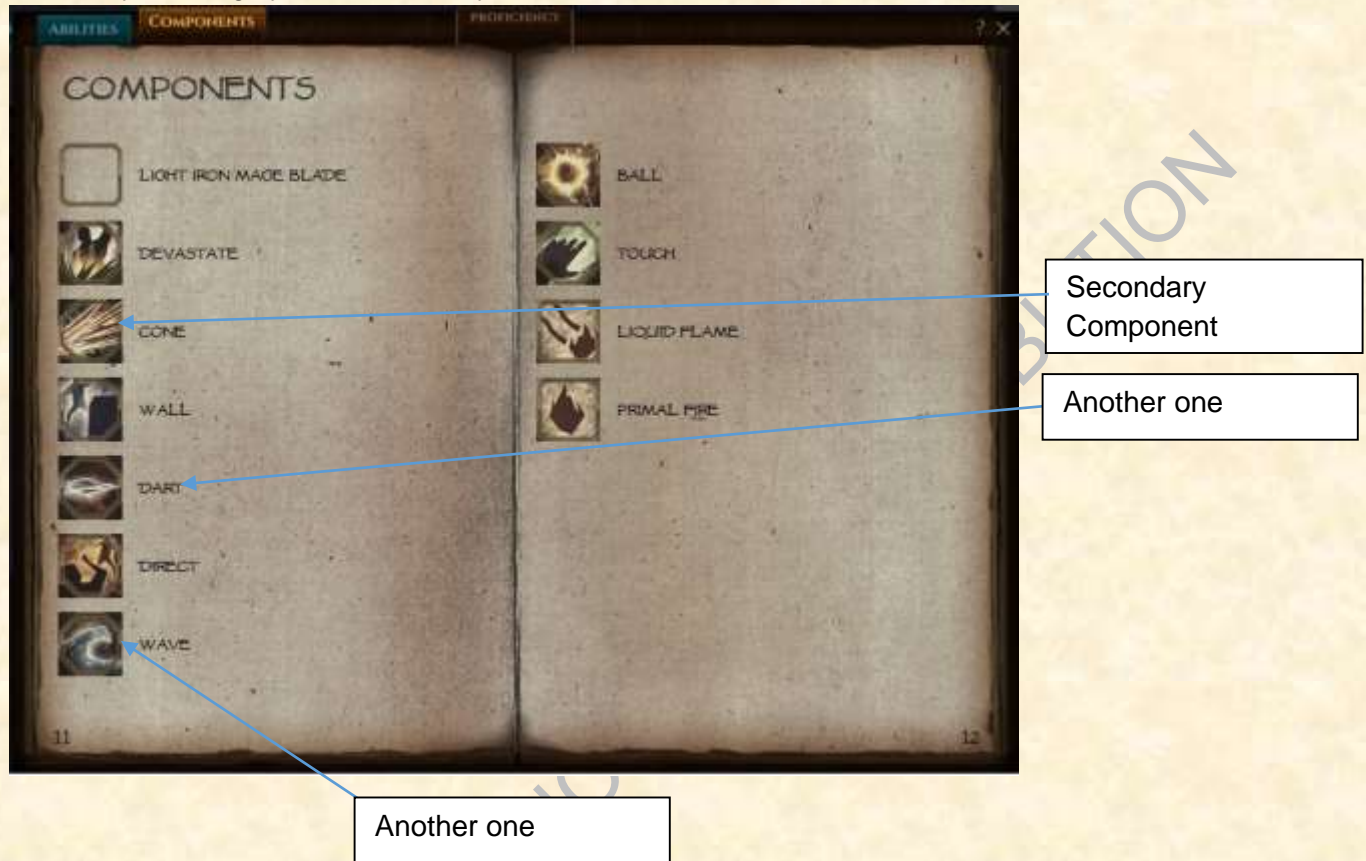 ABILITIES
COMPONENTS
PROFICIENCY
? X
COMPONENTS
LIGHT IRON MAGE BLADE
DEVASTATE
CONE
WALL
DART
DIRECT
WAVE
11
BALL
TOUCH
LIQUID FLAME
PRIMAL FIRE
12
Secondary
Component
Another one
Another one